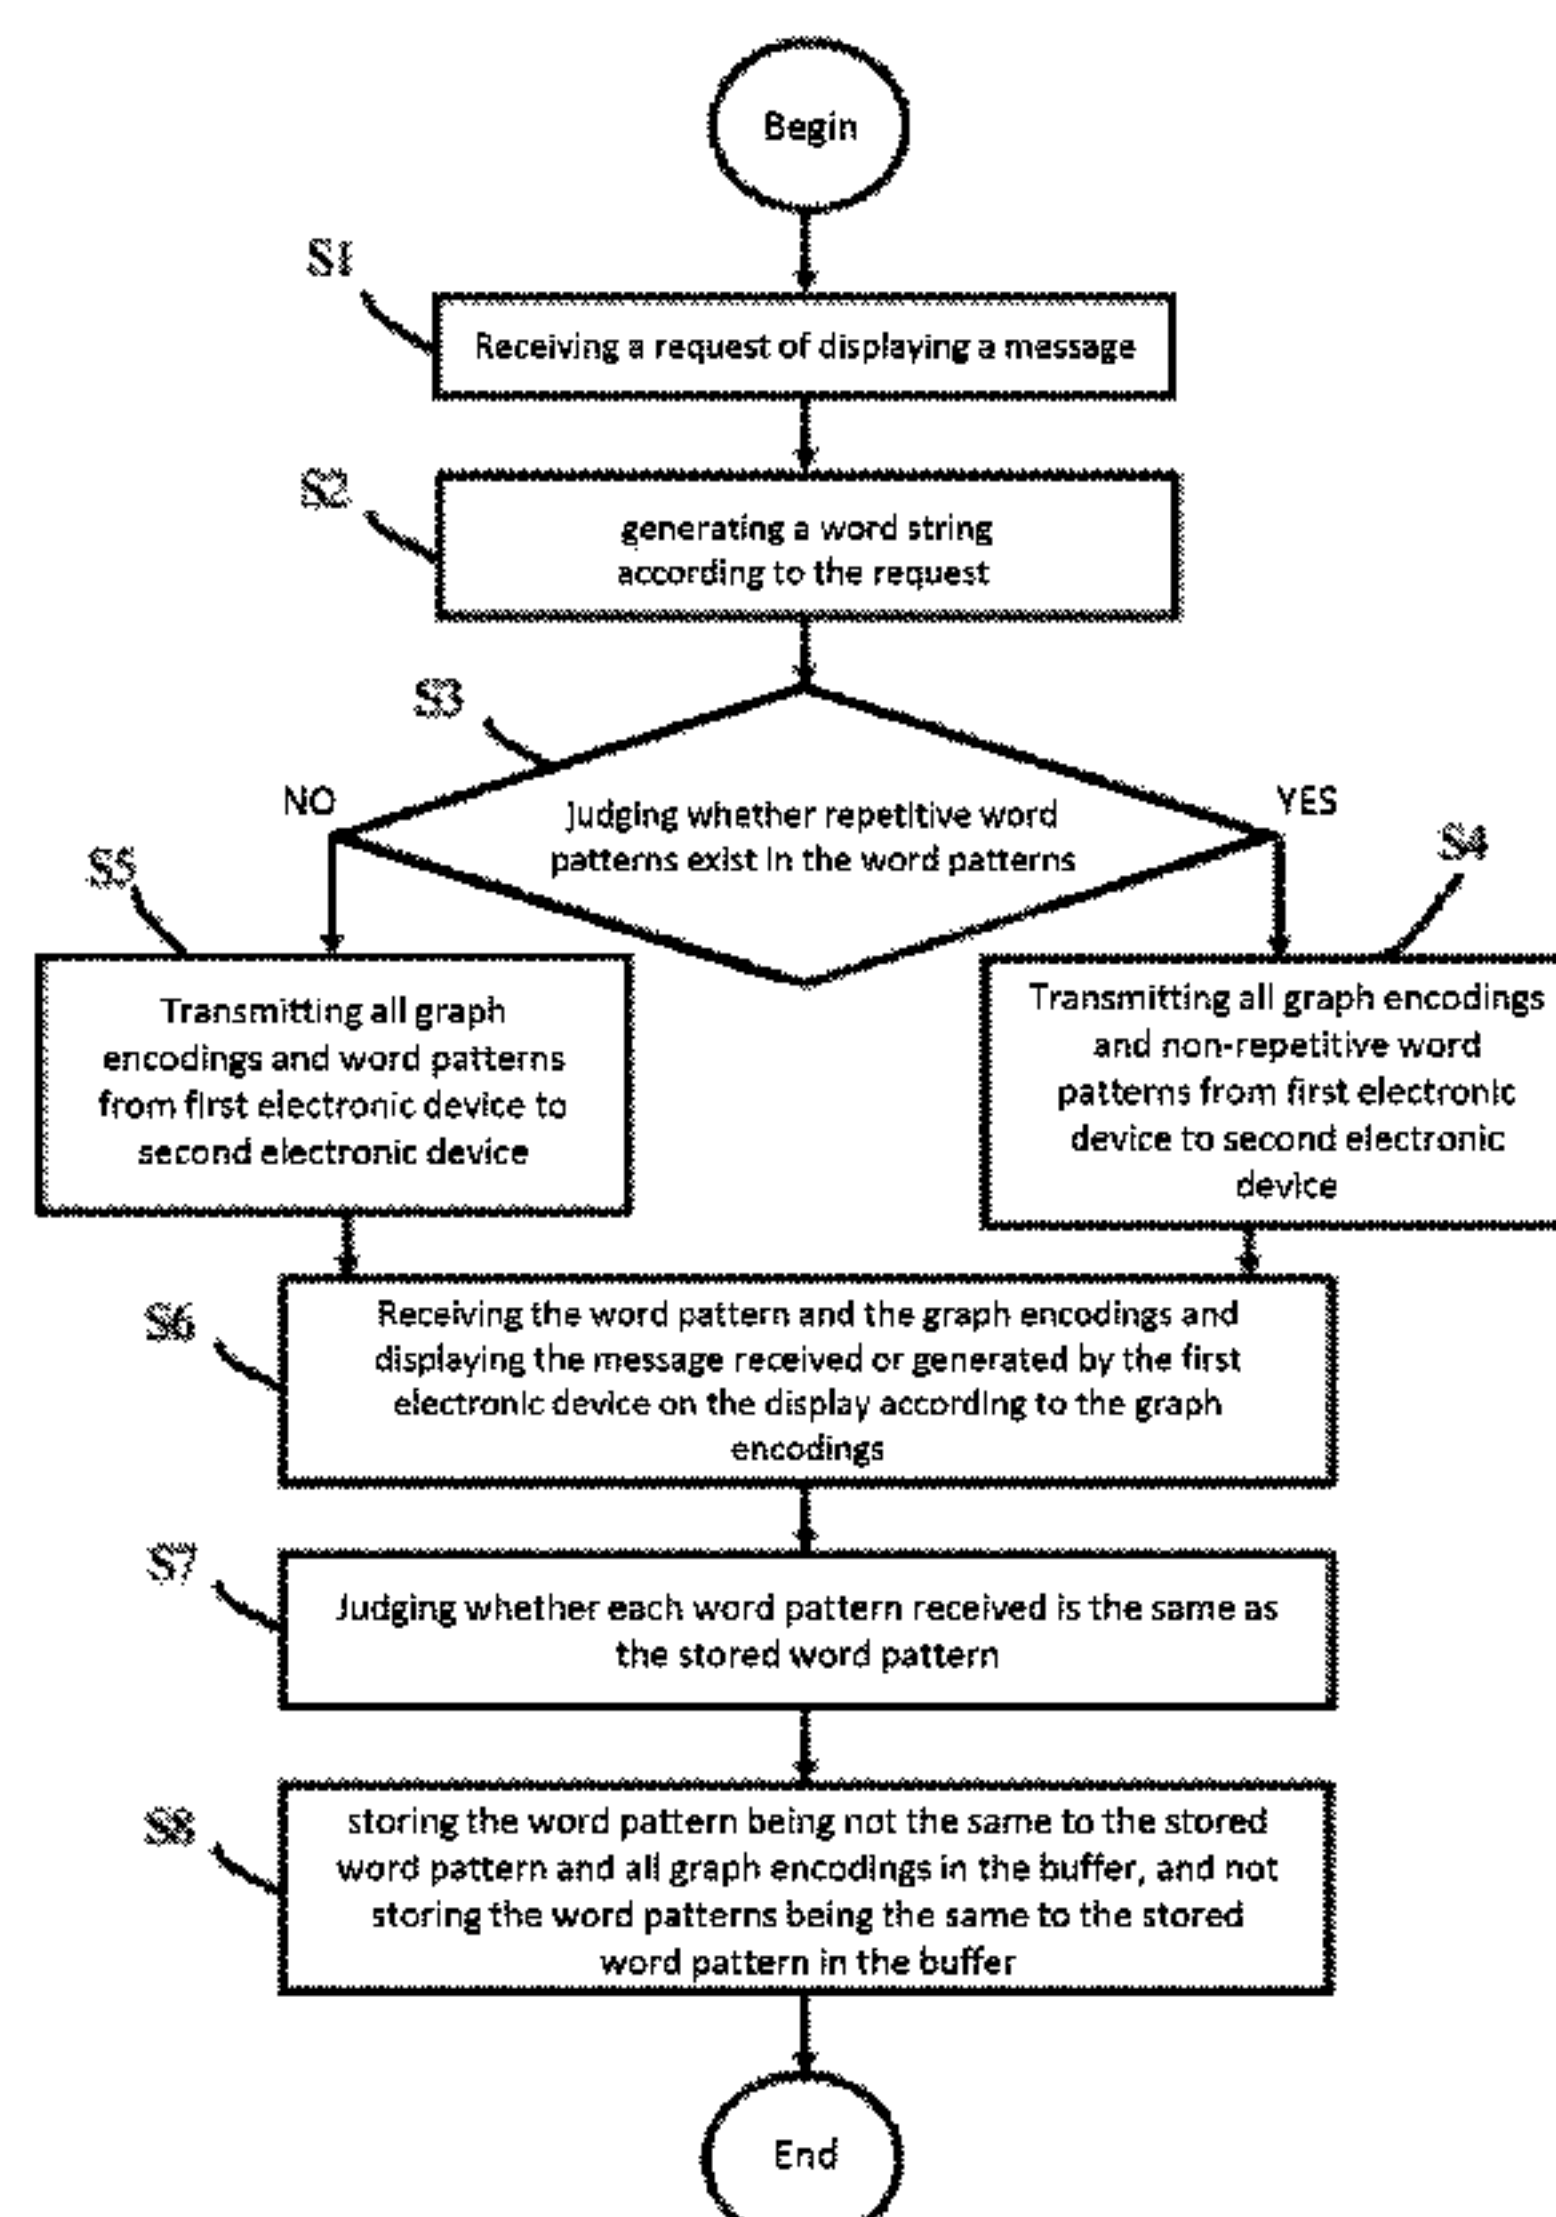 Begin
S1
Receiving a request of displaying a message
S2
generating a word string
according to the request
S3
NO
Judging whether repetitive word
patterns exist in the word patterns
YES
S5
S4
Transmitting all graph
encodings and word patterns
from first electronic device to
second electronic device
Transmitting all graph encodings
and non-repetitive word
patterns from first electronic
device to second electronic
device
S6
Receiving the word pattern and the graph encodings and
displaying the message received or generated by the first
electronic device on the display according to the graph
encodings
S7
Judging whether each word pattern received is the same as
the stored word pattern
S8
storing the word pattern being not the same to the stored
word pattern and all graph encodings in the buffer, and not
storing the word patterns being the same to the stored
word pattern in the buffer
End